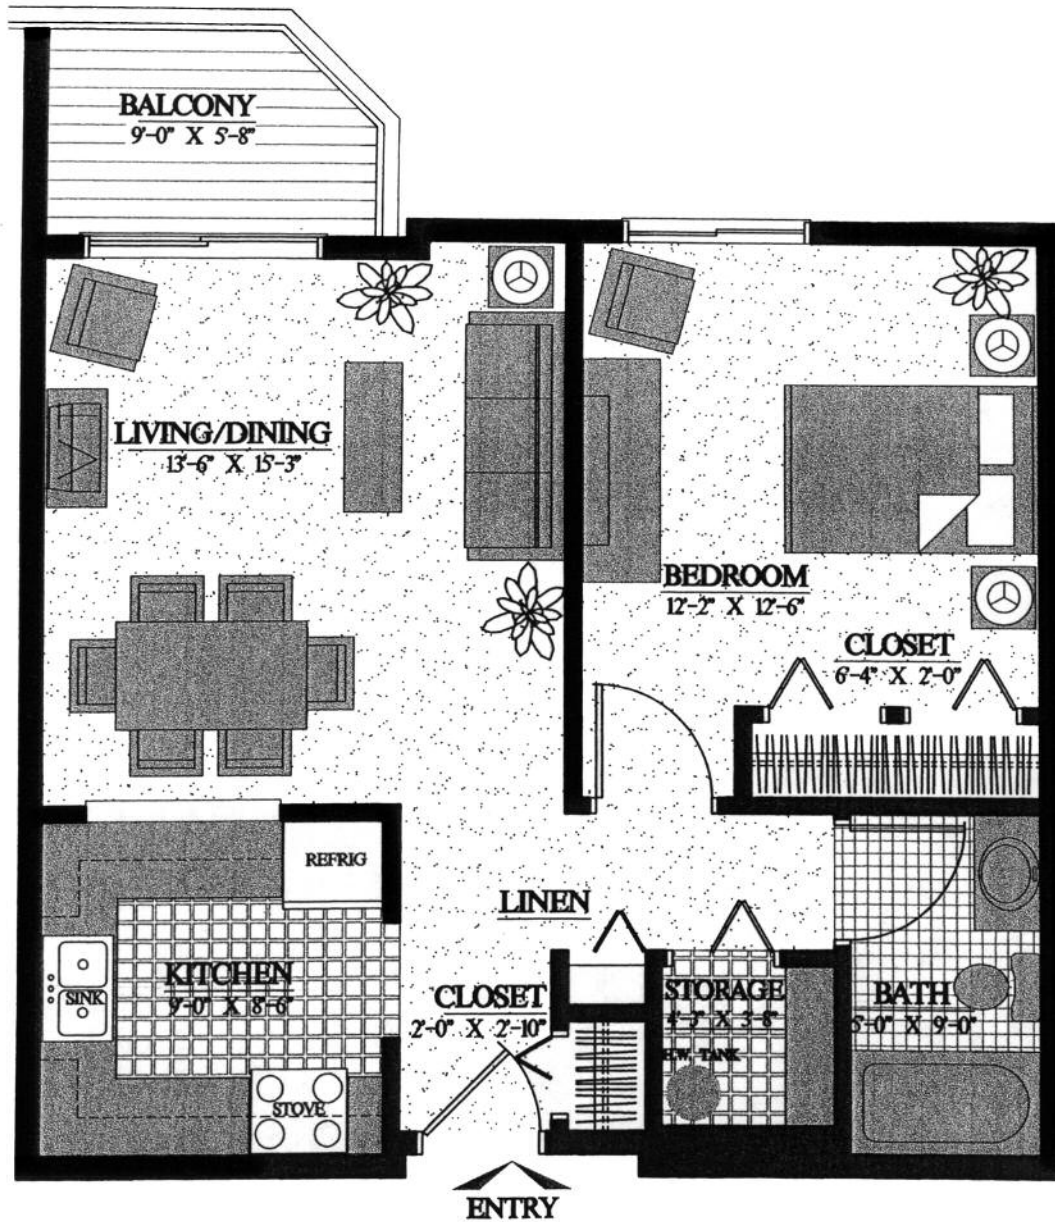 BALCONY
9'-0" X 5'-8"
LIVING/DINING
13'-6" X 15'-3"
BEDROOM
12'-2" X 12'-6"
CLOSET
6'-4" X 2'-0"
REFRIG
LINEN
KITCHEN
9'-0" X 8'-6"
SINK
CLOSET
2'-0" X 2'-10"
STORAGE
4'-3" X 3'-8"
H.W. TANK
BATH
5'-0" X 9'-0"
STOVE
ENTRY